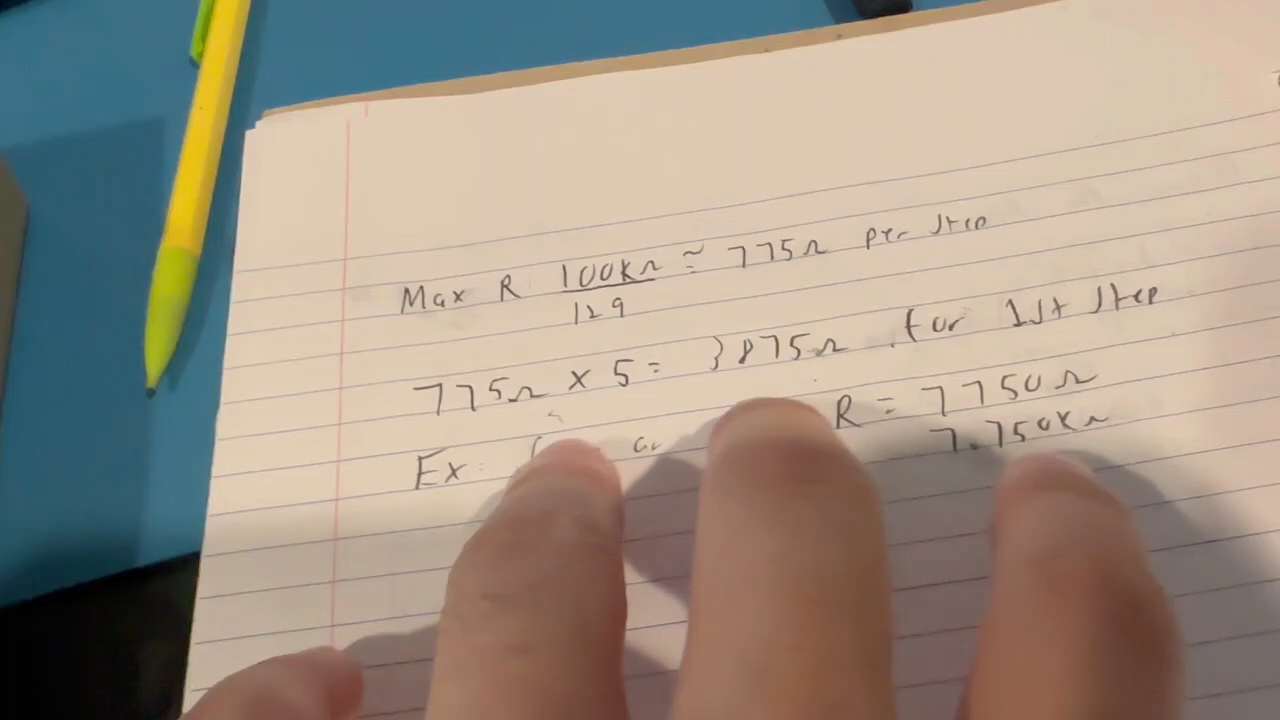 Max R 100KΩ/129 ≈ 775Ω per step
775Ω x 5 = 3875Ω for 1st step
Ex: R = 7750Ω
7.750KΩ